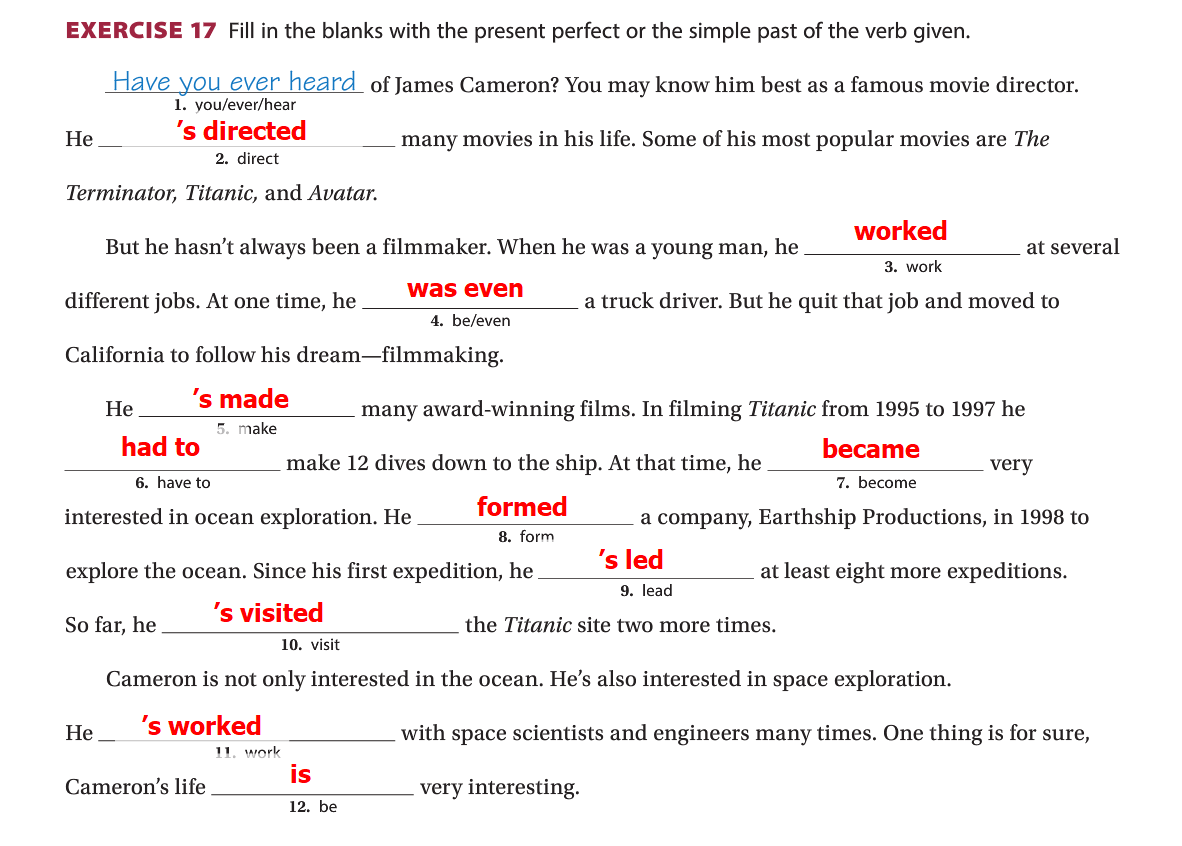 EXERCISE 17 Fill in the blanks with the present perfect or the simple past of the verb given.
Have you ever heard of James Cameron? You may know him best as a famous movie director.
1. you/ever/hear
He 's directed many movies in his life. Some of his most popular movies are The
2. direct
Terminator, Titanic, and Avatar.
But he hasn't always been a filmmaker. When he was a young man, he worked at several
3. work
different jobs. At one time, he was even a truck driver. But he quit that job and moved to
4. be/even
California to follow his dream—filmmaking.
He 's made many award-winning films. In filming Titanic from 1995 to 1997 he
5. make
had to make 12 dives down to the ship. At that time, he became very
6. have to 7. become
interested in ocean exploration. He formed a company, Earthship Productions, in 1998 to
8. form
explore the ocean. Since his first expedition, he 's led at least eight more expeditions.
9. lead
So far, he 's visited the Titanic site two more times.
10. visit
Cameron is not only interested in the ocean. He's also interested in space exploration.
He 's worked with space scientists and engineers many times. One thing is for sure,
11. work
Cameron's life is very interesting.
12. be